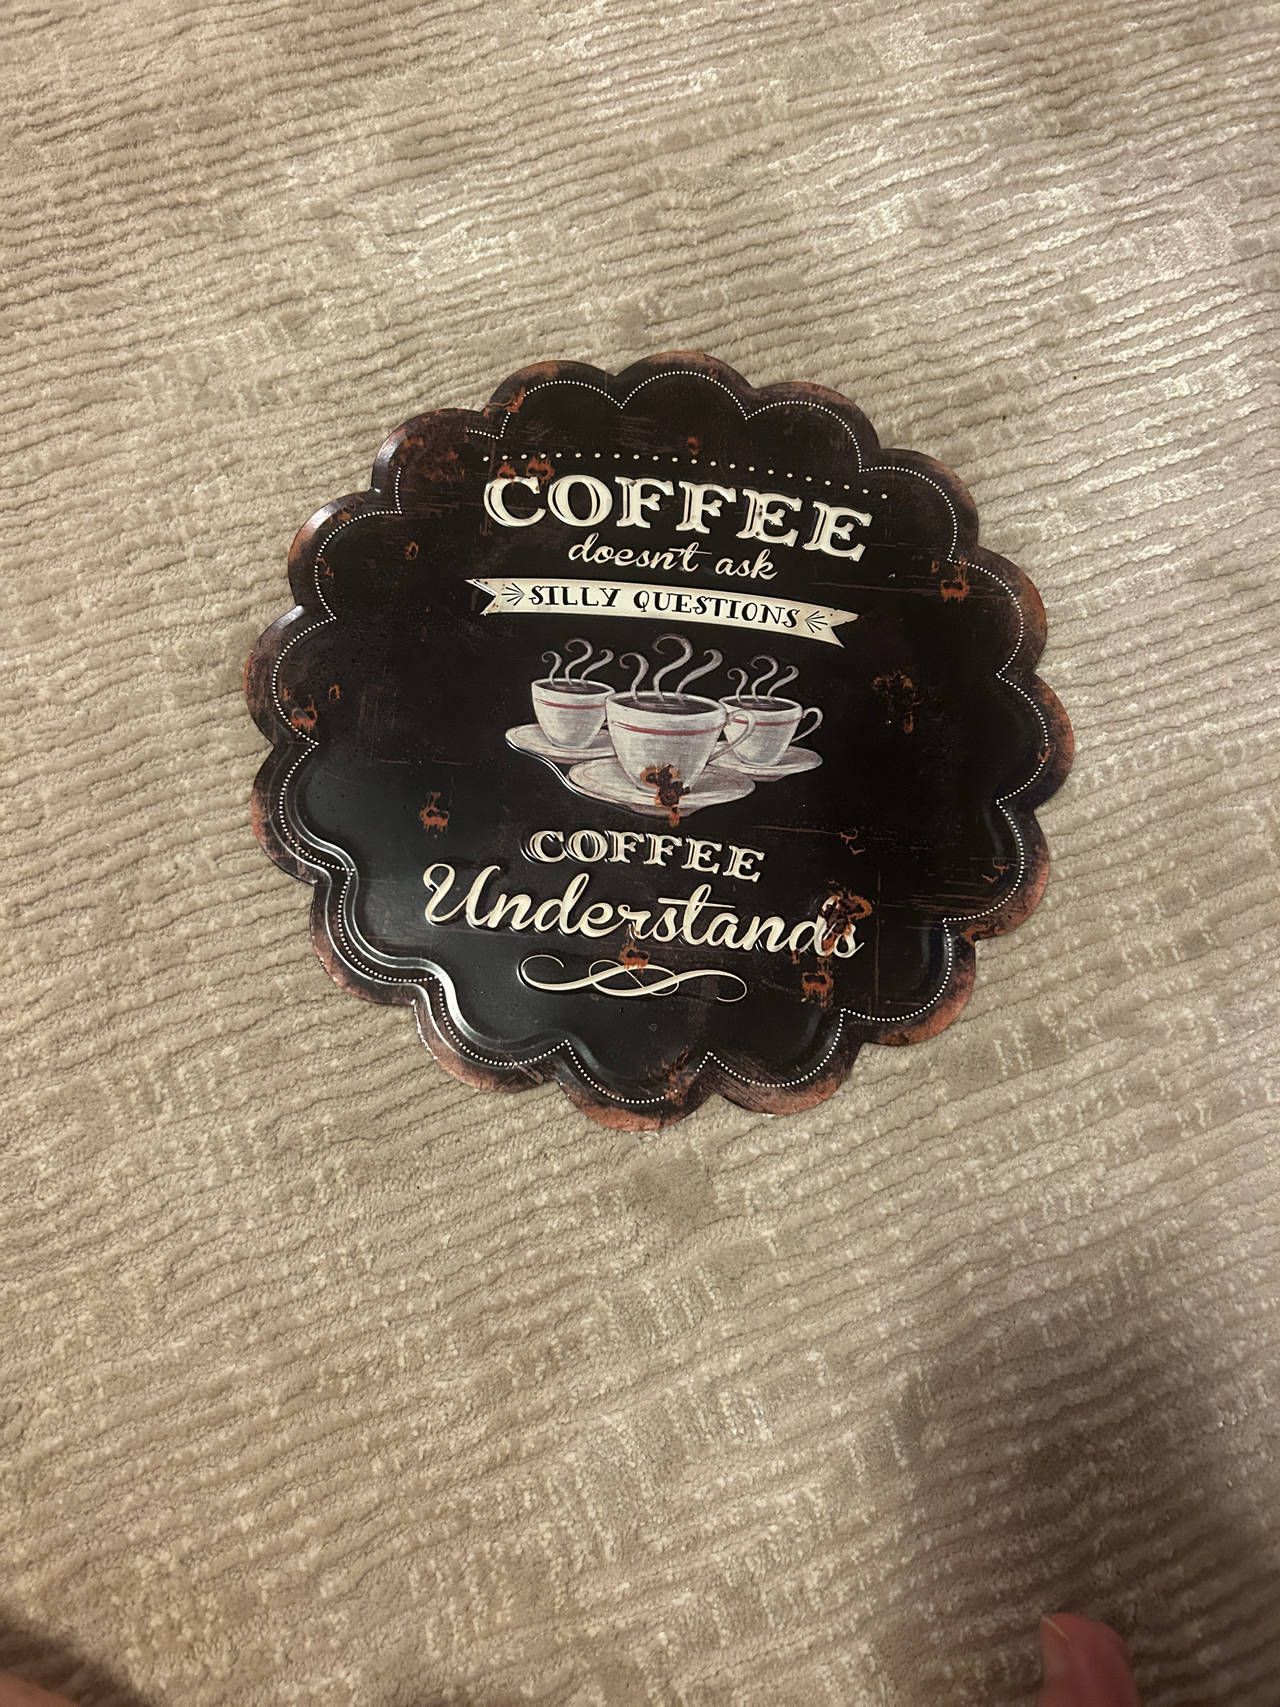 COFFEE
doesn't ask
SILLY QUESTIONS
COFFEE
Understands